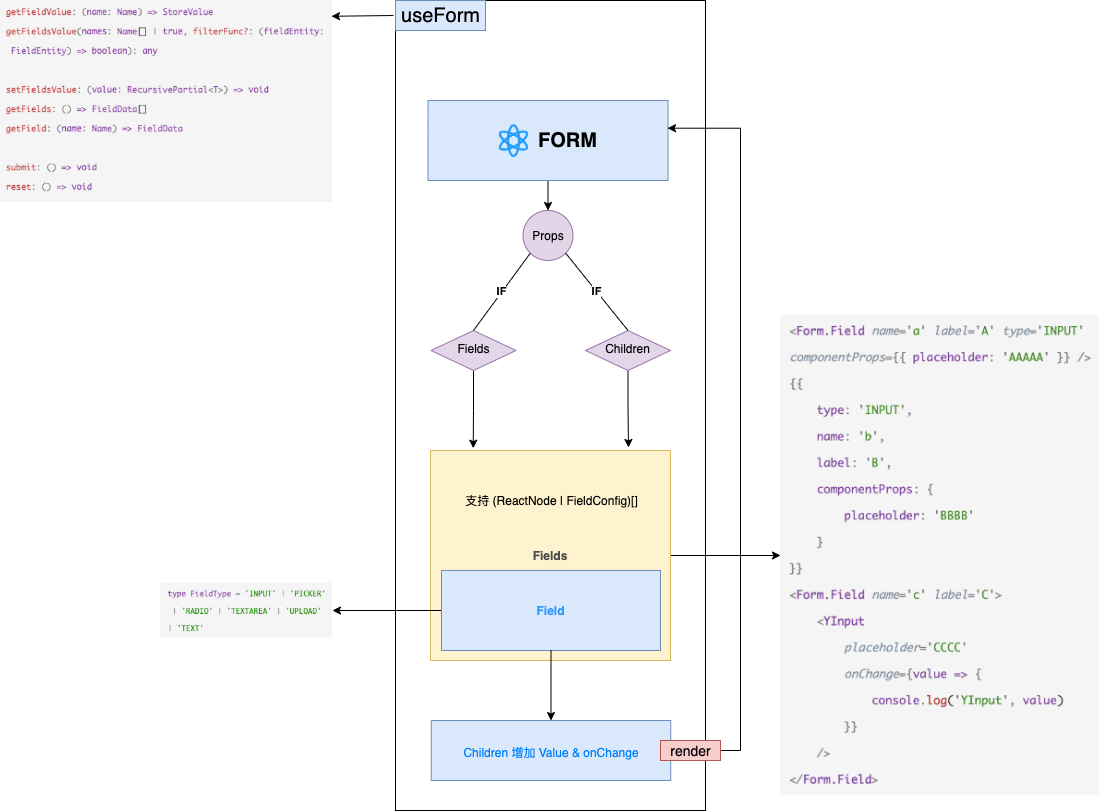 getFieldValue: (name: Name) => StoreValue
getFieldsValue(names: Name[] | true, filterFunc?: (fieldEntity:
FieldEntity) => boolean): any
setFieldsValue: (value: RecursivePartial<T>) => void
getFields: () => FieldData[]
getField: (name: Name) => FieldData
submit: () => void
reset: () => void
useForm
FORM
Props
IF
IF
Fields
Children
支持 (ReactNode | FieldConfig)[]
Fields
Field
type FieldType = 'INPUT' | 'PICKER'
| 'RADIO' | 'TEXTAREA' | 'UPLOAD'
| 'TEXT'
Children 增加 Value & onChange
render
<Form.Field name='a' label='A' type='INPUT'
componentProps={{ placeholder: 'AAAAA' }} />
{{
type: 'INPUT',
name: 'b',
label: 'B',
componentProps: {
placeholder: 'BBBB'
}
}}
<Form.Field name='c' label='C'>
<YInput
placeholder='CCCC'
onChange={value => {
console.log('YInput', value)
}}
/>
</Form.Field>